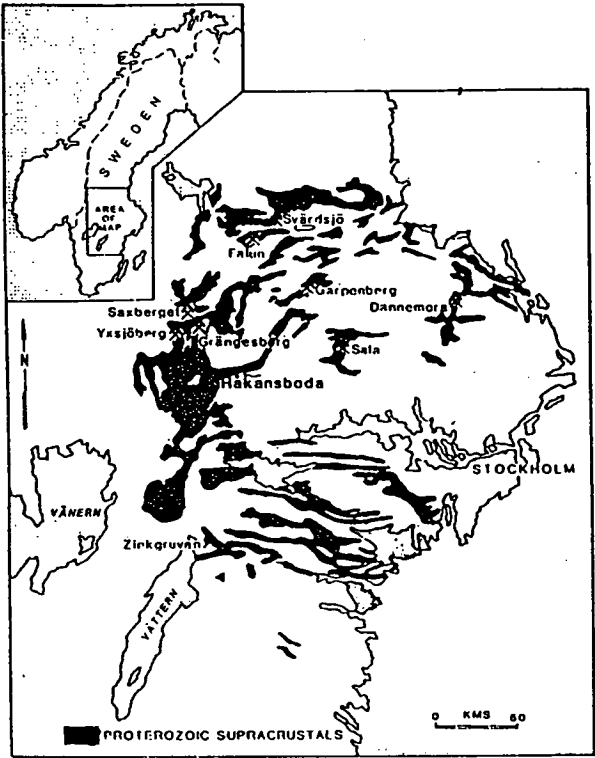 SWEDEN
AREA
OF
MAP
Svärdsjö
Falun
Garpenberg
Dannemora
Saxberget
Yxsjöberg
Grängesberg
Sala
Håkansboda
N
STOCKHOLM
VÄNERN
Zinkgruvan
VÄTTERN
0 KMS 60
PROTEROZOIC SUPRACRUSTALS